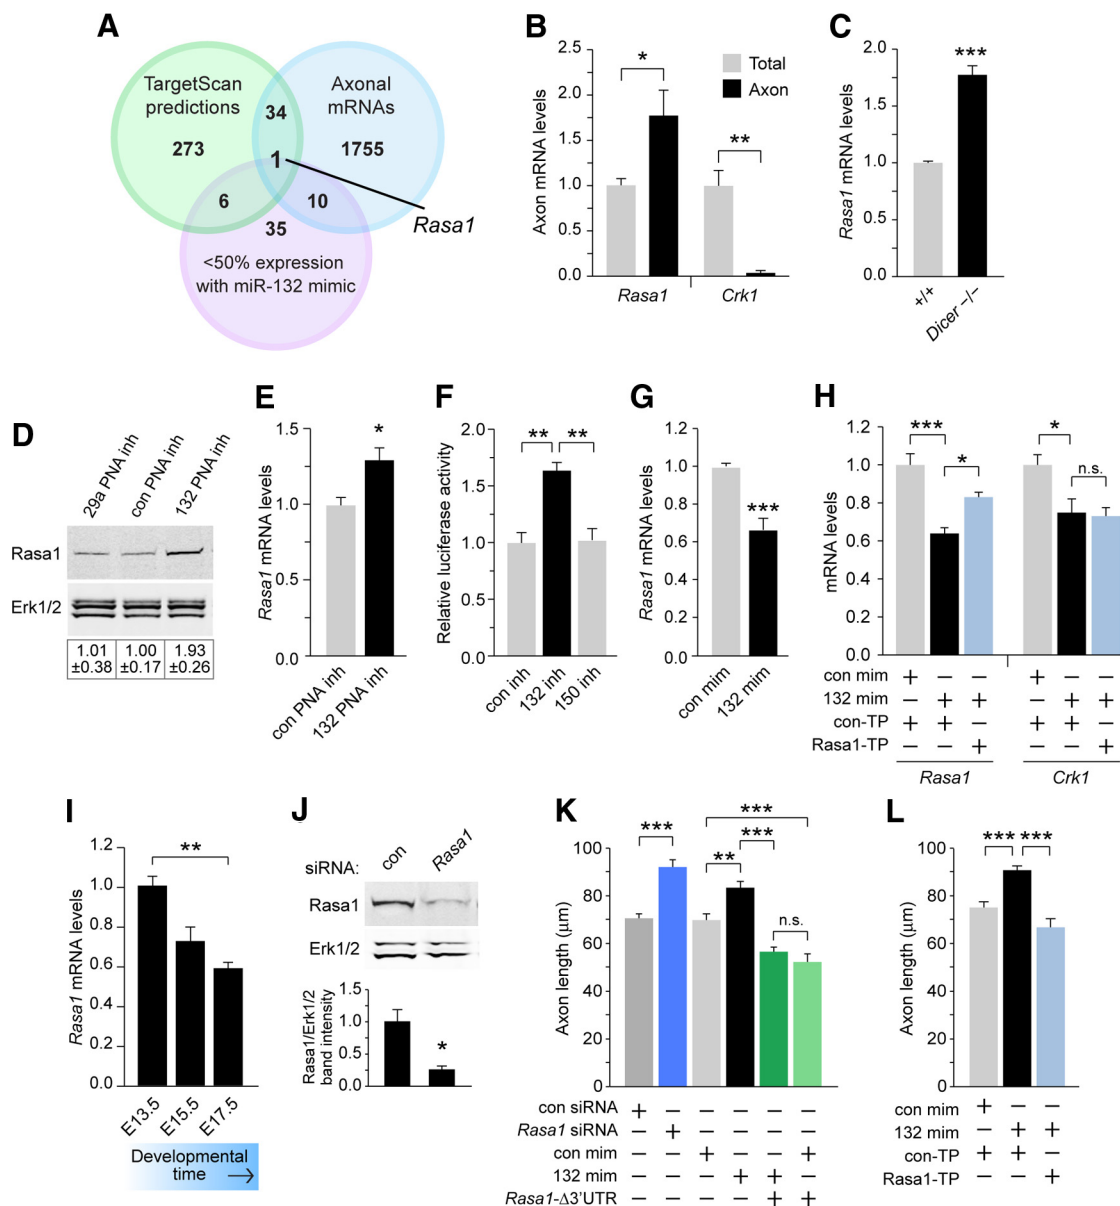 A
TargetScan
predictions
Axonal
mRNAs
34
273
1
1755
6
10
35
Rasa1
<50% expression
with miR-132 mimic
B
Axon mRNA levels
2.5
2.0
1.5
1.0
0.5
0.0
*
**
Total
Axon
Rasa1
Crk1
C
Rasa1 mRNA levels
2.0
1.5
1.0
0.5
0.0
***
+/+
Dicer −/−
D
29a PNA inh
con PNA inh
132 PNA inh
Rasa1
Erk1/2
1.01 1.00 1.93
±0.38 ±0.17 ±0.26
E
Rasa1 mRNA levels
1.5
1.0
0.5
0.0
*
con PNA inh
132 PNA inh
F
Relative luciferase activity
2.0
1.5
1.0
0.5
0.0
** **
con inh
132 inh
150 inh
G
Rasa1 mRNA levels
1.2
1.0
0.8
0.6
0.4
0.2
0.0
***
con mim
132 mim
H
mRNA levels
1.2
1.0
0.8
0.6
0.4
0.2
0.0
***
*
*
n.s.
con mim + − − + − −
132 mim − + + − + +
con-TP + + − + + −
Rasa1-TP − − + − − +
Rasa1
Crk1
I
Rasa1 mRNA levels
1.2
1.0
0.8
0.6
0.4
0.2
0.0
**
E13.5
E15.5
E17.5
Developmental
time
J
siRNA:
con
Rasa1
Rasa1
Erk1/2
Rasa1/Erk1/2
band intensity
1.5
1.0
0.5
0.0
*
K
Axon length (μm)
100
80
60
40
20
0
***
***
***
**
n.s.
con siRNA + − − − − −
Rasa1 siRNA − + − − − −
con mim − − + − − +
132 mim − − − + + −
Rasa1-Δ3'UTR − − − − + +
L
Axon length (μm)
100
80
60
40
20
0
*** ***
con mim + − −
132 mim − + +
con-TP + + −
Rasa1-TP − − +